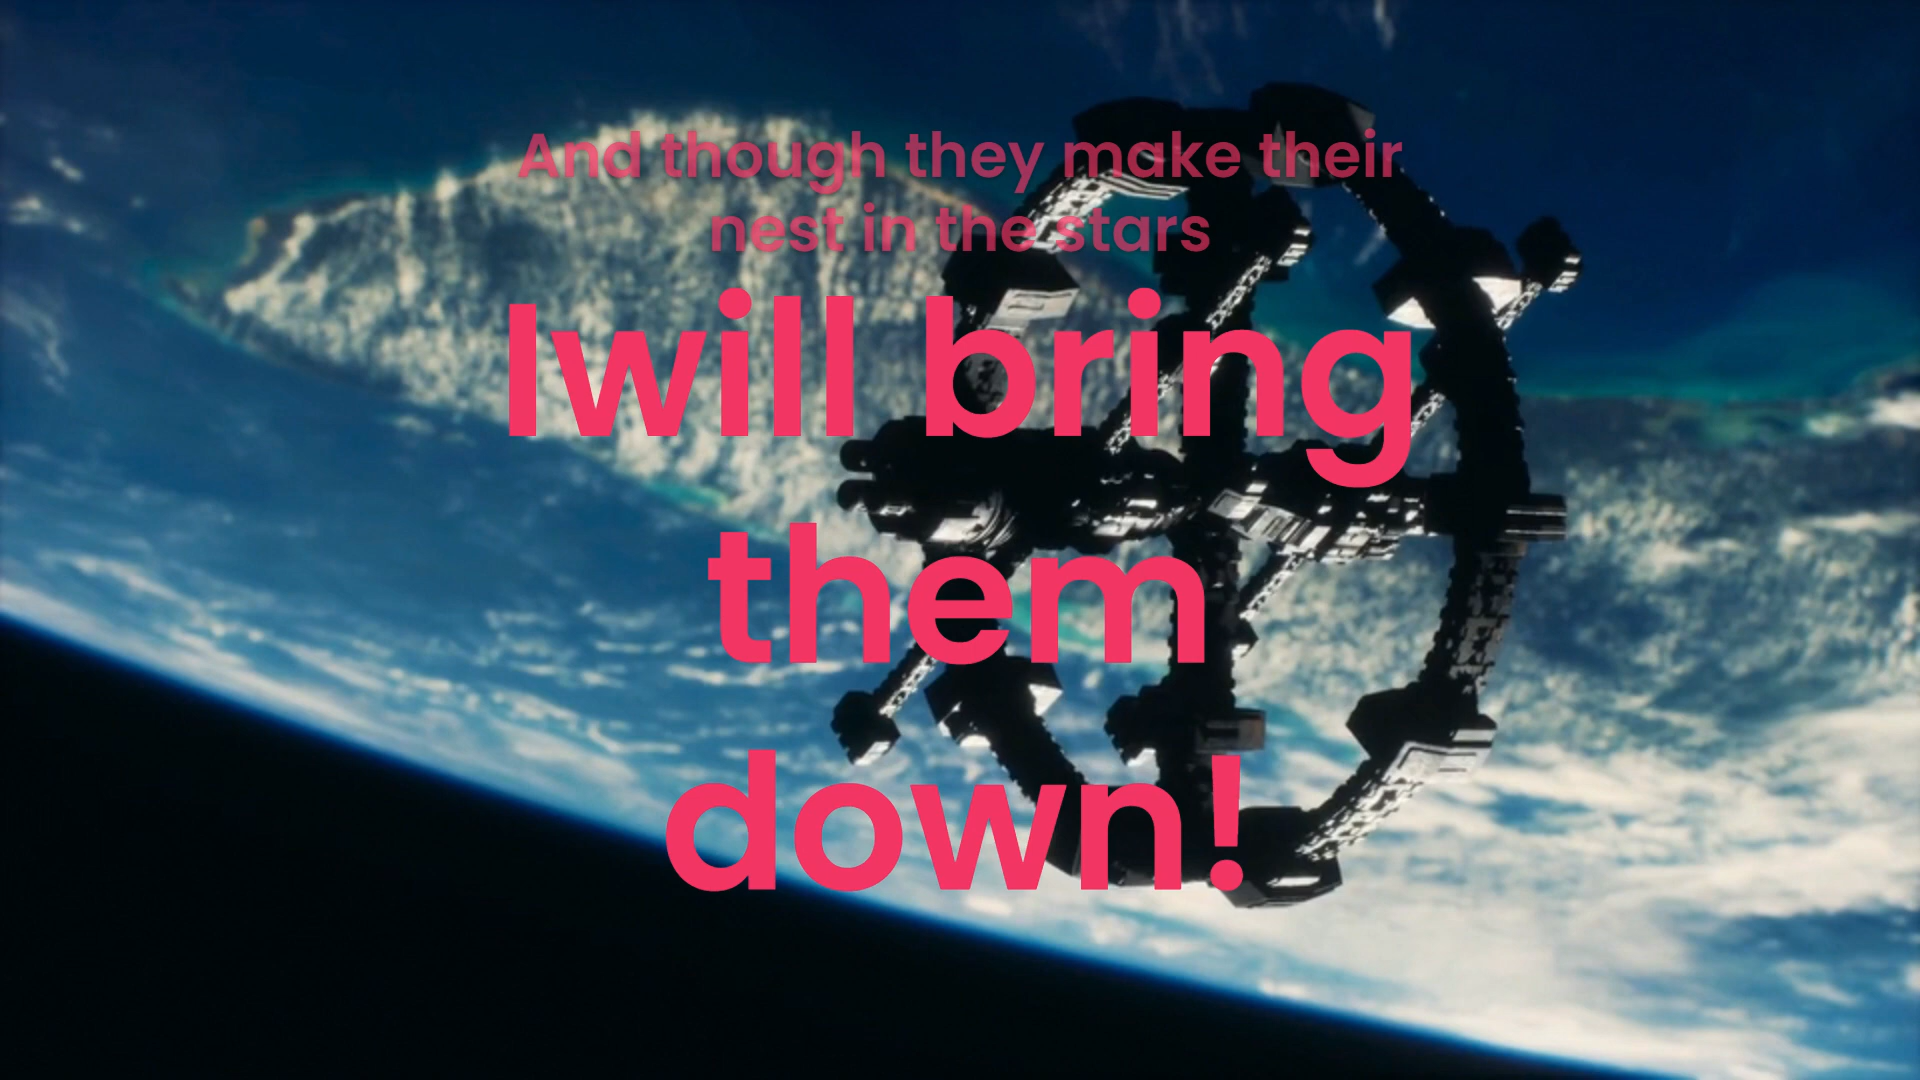 And though they make their
nest in the stars
Iwill bring
them
down!